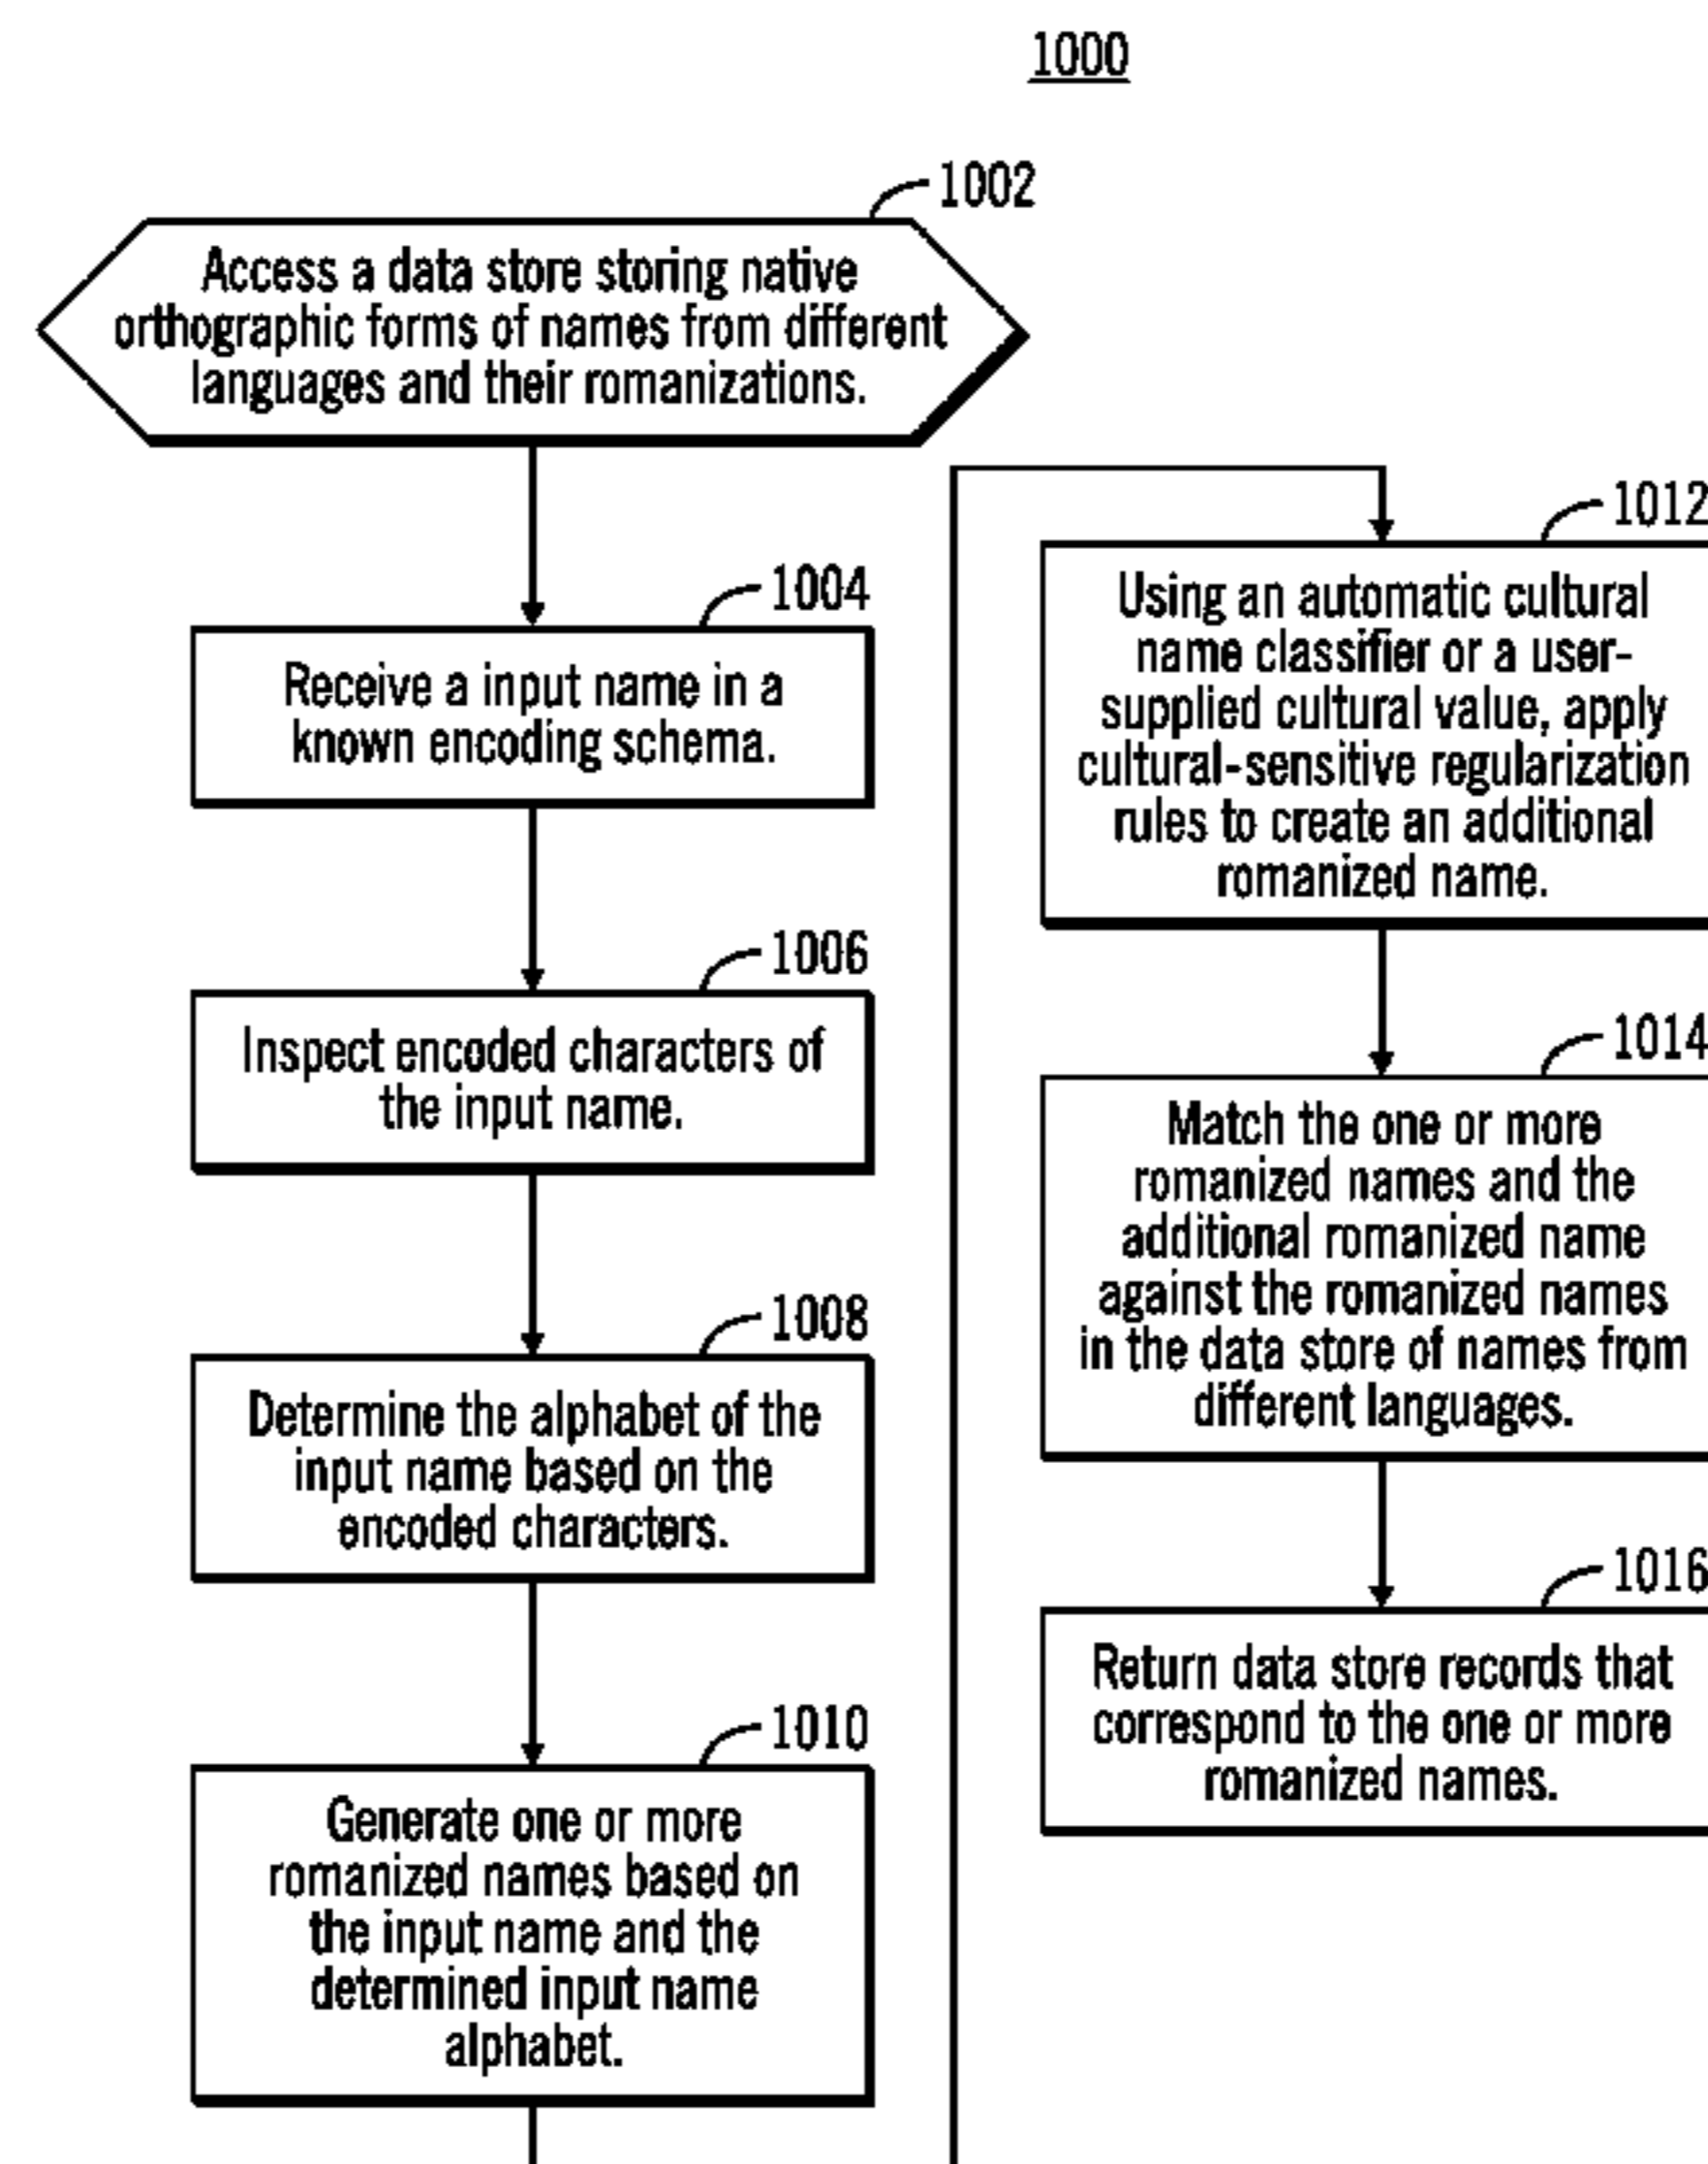 1000
1002
Access a data store storing native
orthographic forms of names from different
languages and their romanizations.
1004
Receive a input name in a
known encoding schema.
1006
Inspect encoded characters of
the input name.
1008
Determine the alphabet of the
input name based on the
encoded characters.
1010
Generate one or more
romanized names based on
the input name and the
determined input name
alphabet.
1012
Using an automatic cultural
name classifier or a user-
supplied cultural value, apply
cultural-sensitive regularization
rules to create an additional
romanized name.
1014
Match the one or more
romanized names and the
additional romanized name
against the romanized names
in the data store of names from
different languages.
1016
Return data store records that
correspond to the one or more
romanized names.